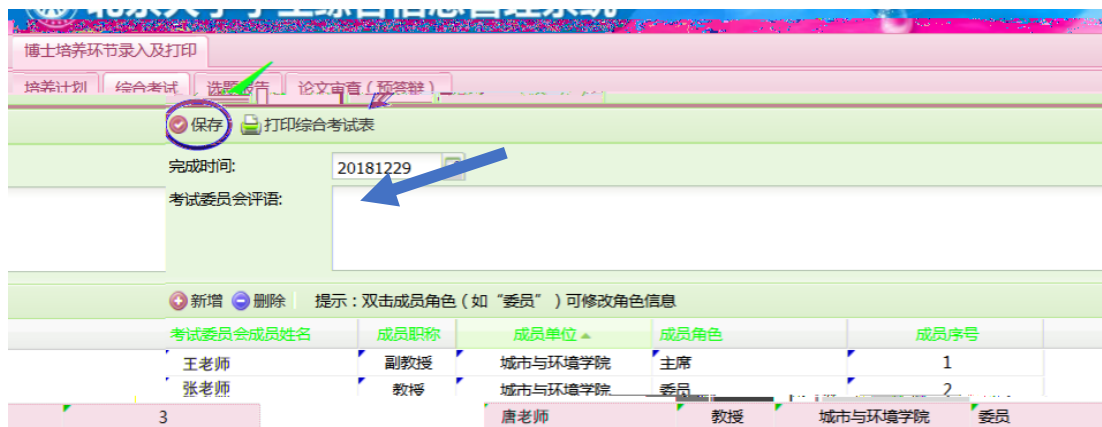 博士培养环节录入及打印
培养计划 综合考试 选题报告 论文审查（预答辩）
保存 打印综合考试表
完成时间: 20181229
考试委员会评语:
新增 删除 提示：双击成员角色（如“委员”）可修改角色信息
考试委员会成员姓名 成员职称 成员单位 成员角色 成员序号
王老师 副教授 城市与环境学院 主席 1
张老师 教授 城市与环境学院 委员 2
3 唐老师 教授 城市与环境学院 委员